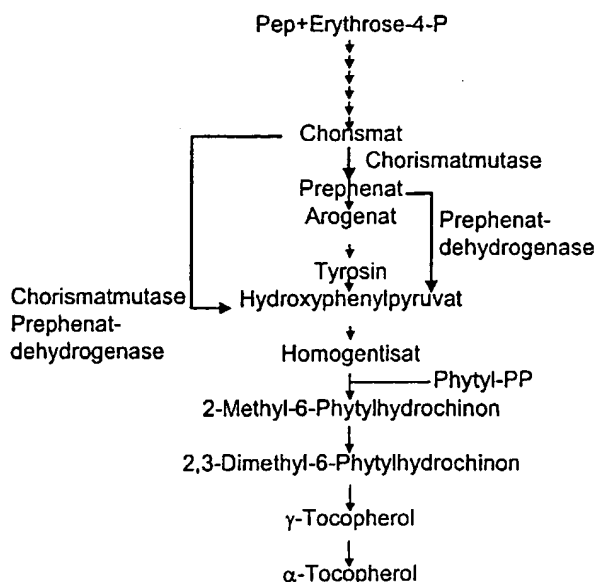 Pep+Erythrose-4-P
Chorismat
Chorismatmutase
Prephenat
Arogenat
Prephenat-
dehydrogenase
Tyrosin
Hydroxyphenylpyruvat
Chorismatmutase
Prephenat-
dehydrogenase
Homogentisat
Phytyl-PP
2-Methyl-6-Phytylhydrochinon
2,3-Dimethyl-6-Phytylhydrochinon
γ-Tocopherol
α-Tocopherol